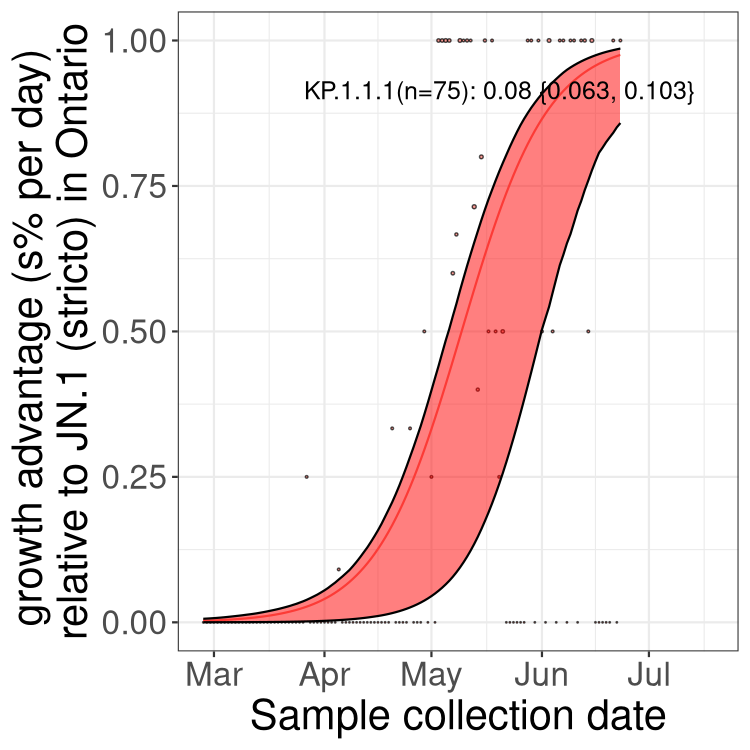 growth advantage (s% per day)
relative to JN.1 (stricto) in Ontario
1.00
0.75
0.50
0.25
0.00
KP.1.1.1(n=75): 0.08 {0.063, 0.103}
Mar Apr May Jun Jul
Sample collection date